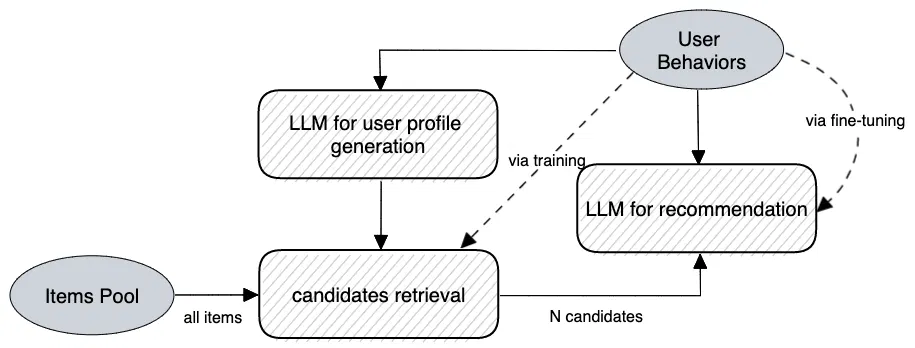 User
Behaviors
LLM for user profile
generation
via fine-tuning
via training
LLM for recommendation
Items Pool
all items
candidates retrieval
N candidates